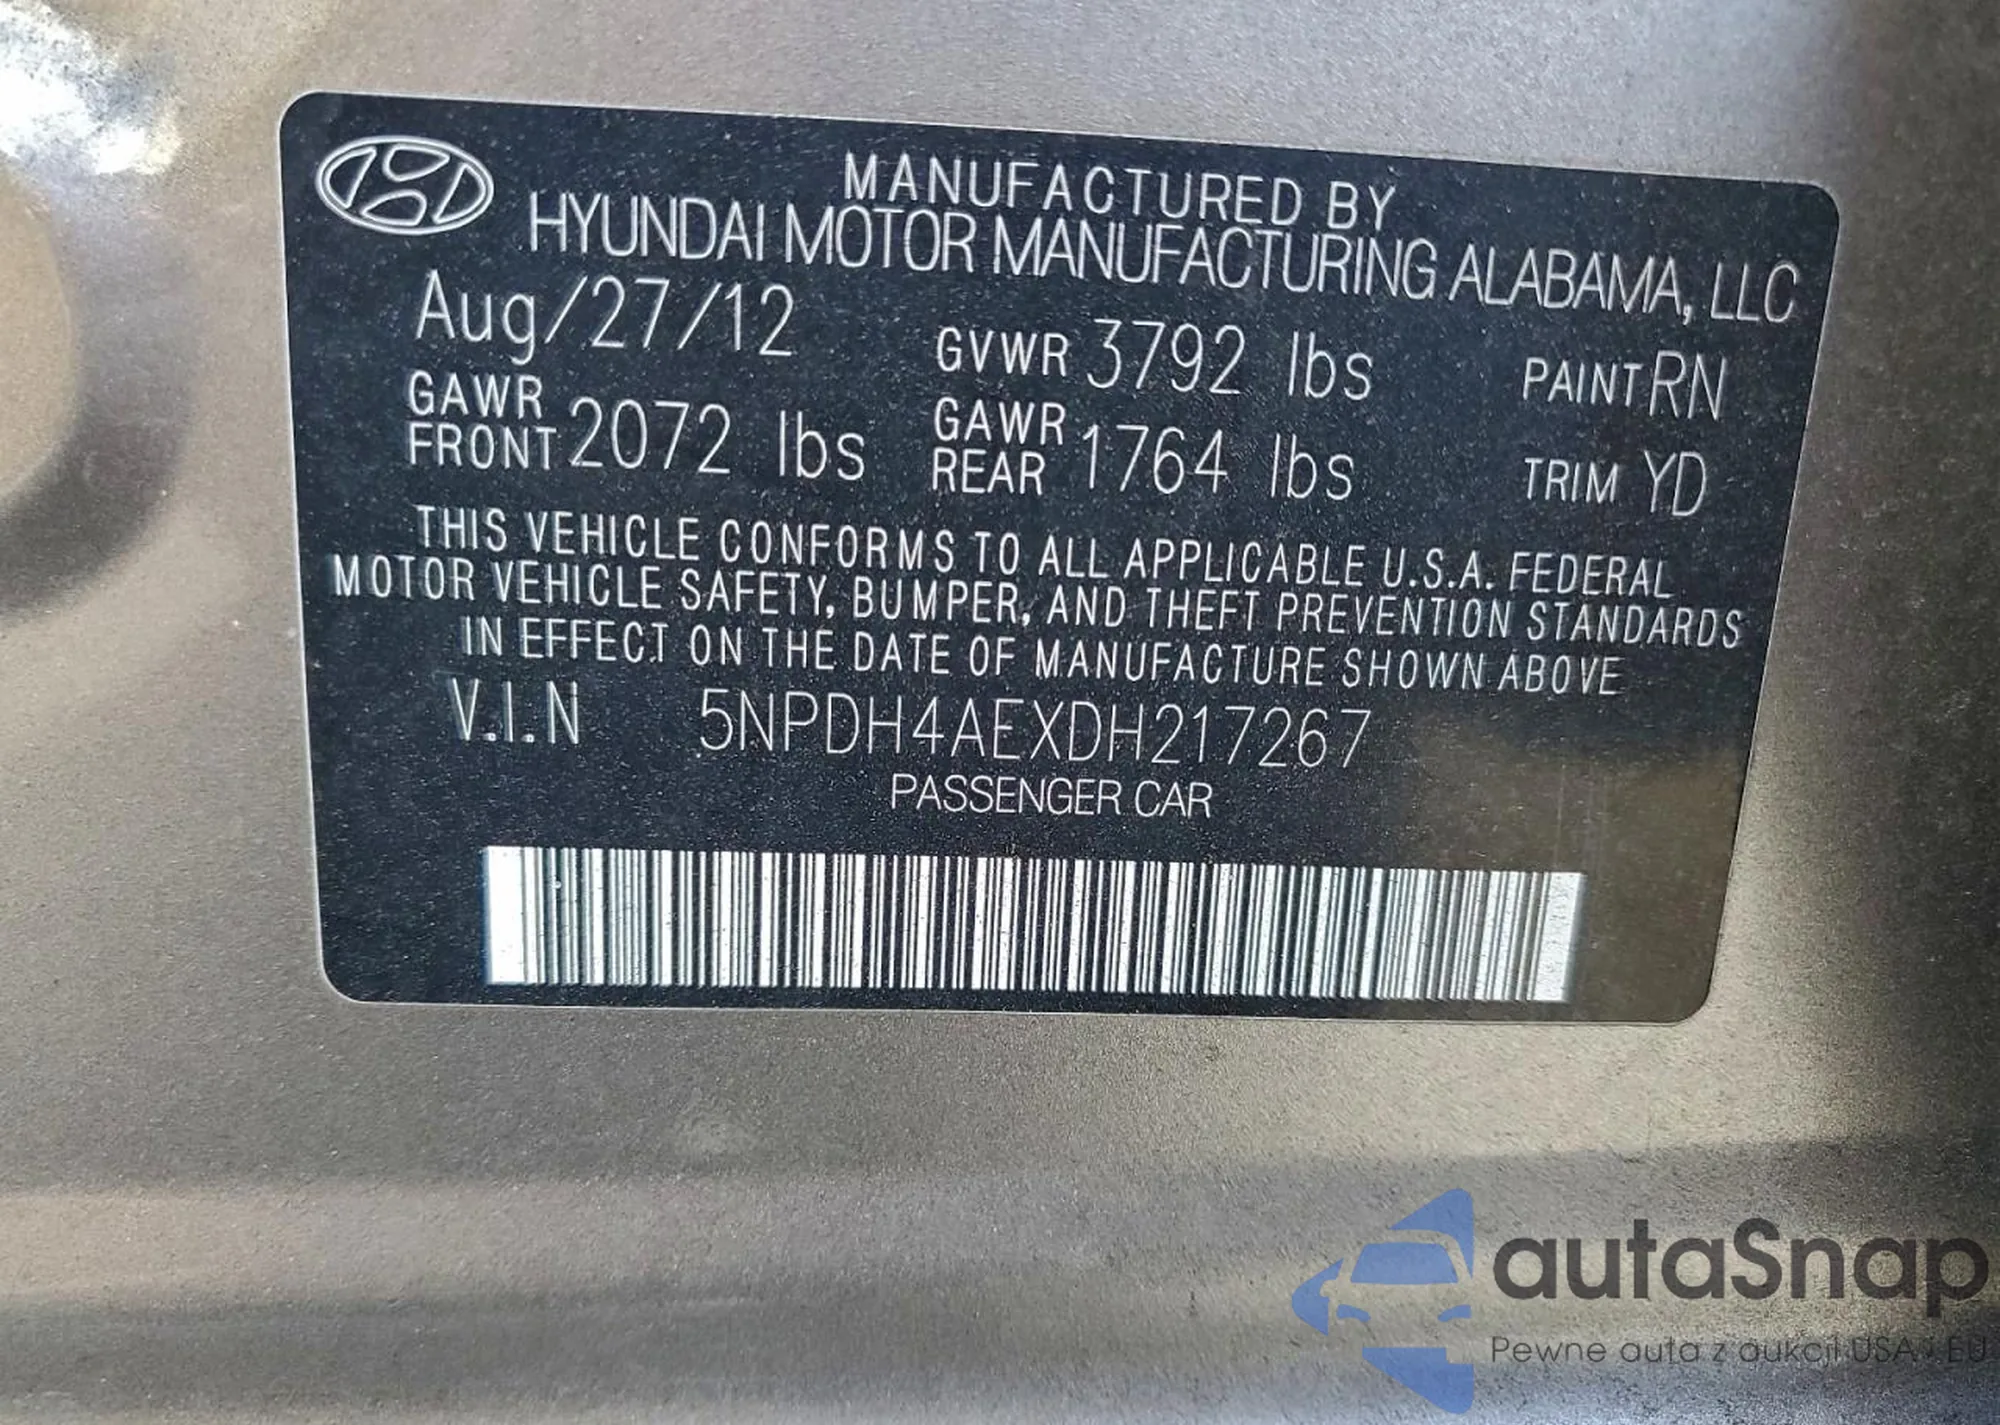 MANUFACTURED BY
HYUNDAI MOTOR MANUFACTURING ALABAMA, LLC
Aug/27/12 GVWR 3792 lbs PAINT RN
GAWR FRONT 2072 lbs GAWR REAR 1764 lbs TRIM YD
THIS VEHICLE CONFORMS TO ALL APPLICABLE U.S.A. FEDERAL
MOTOR VEHICLE SAFETY, BUMPER, AND THEFT PREVENTION STANDARDS
IN EFFECT ON THE DATE OF MANUFACTURE SHOWN ABOVE
V.I.N 5NPDH4AEXDH217267
PASSENGER CAR
autaSnap
Pewne auta z aukcji USA i EU